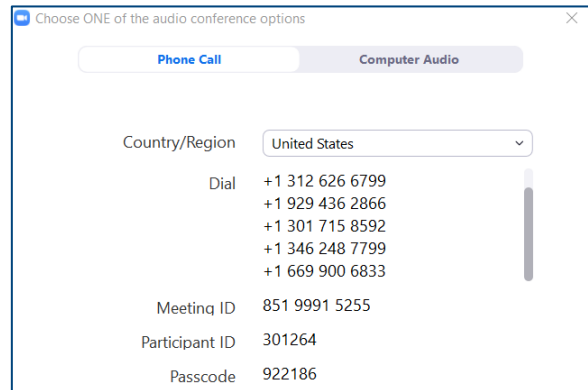 Choose ONE of the audio conference options
Phone Call Computer Audio
Country/Region United States
Dial +1 312 626 6799
+1 929 436 2866
+1 301 715 8592
+1 346 248 7799
+1 669 900 6833
Meeting ID 851 9991 5255
Participant ID 301264
Passcode 922186